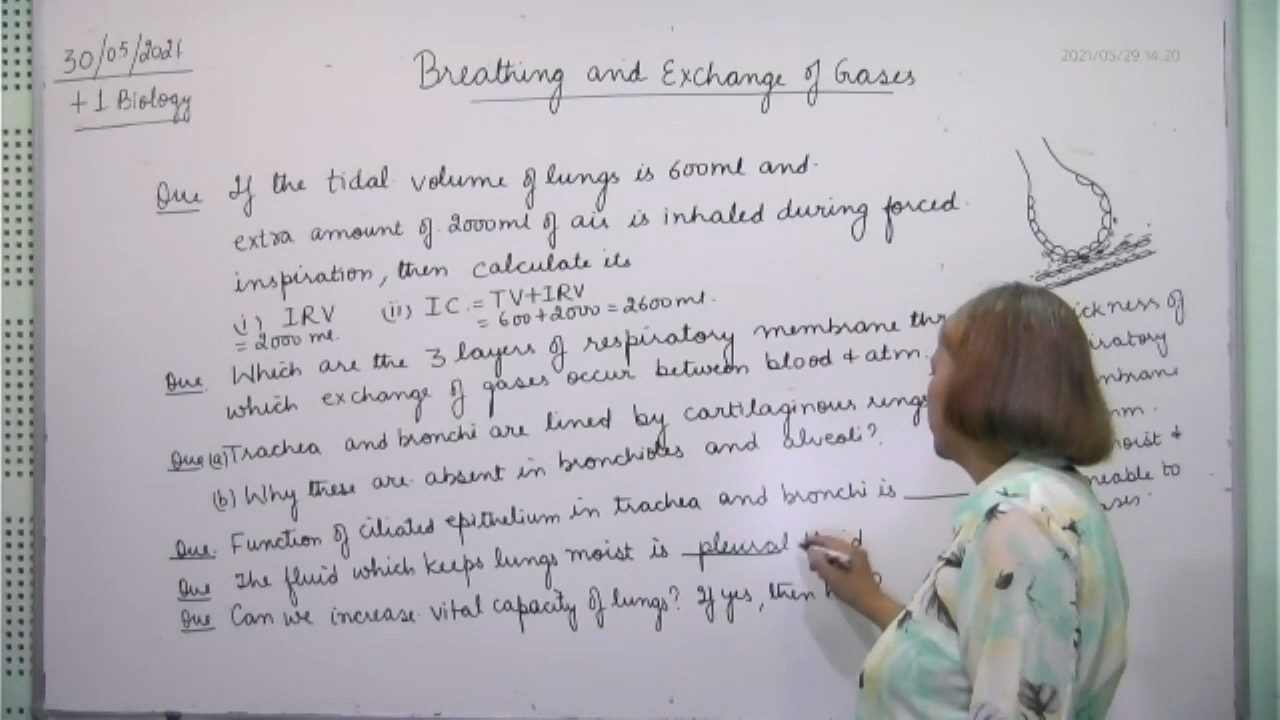 30/05/2021
+1 Biology
Breathing and Exchange of Gases
2021/05/29 14:20
Que If the tidal volume of lungs is 600ml and
extra amount of 2000ml of air is inhaled during forced
inspiration, then calculate its
(i) IRV (ii) IC = TV+IRV
= 2000 ml. = 600+2000 = 2600ml.
Que. Which are the 3 layers of respiratory membrane
which exchange of gases occur between blood & atm.
Que (a) Trachea and bronchi are lined by cartilaginous rings
(b) Why these are absent in bronchioles and alveoli?
Que. Function of ciliated epithelium in trachea and bronchi is
Que The fluid which keeps lungs moist is pleural
Que Can we increase vital capacity of lungs? If yes, then
of